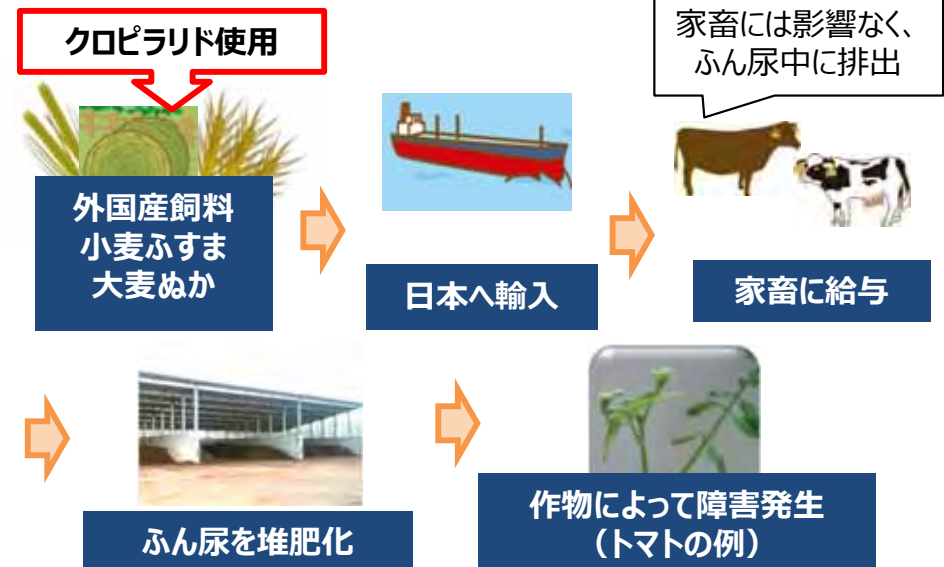 クロピラリド使用
家畜には影響なく、
ふん尿中に排出
外国産飼料
小麦ふすま
大麦ぬか
日本へ輸入
家畜に給与
ふん尿を堆肥化
作物によって障害発生
（トマトの例）